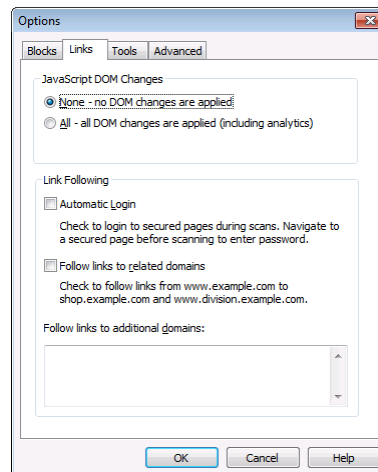 Options
Blocks Links Tools Advanced
JavaScript DOM Changes
None - no DOM changes are applied
All - all DOM changes are applied (including analytics)
Link Following
Automatic Login
Check to login to secured pages during scans. Navigate to
a secured page before scanning to enter password.
Follow links to related domains
Check to follow links from www.example.com to
shop.example.com and www.division.example.com.
Follow links to additional domains:
OK Cancel Help